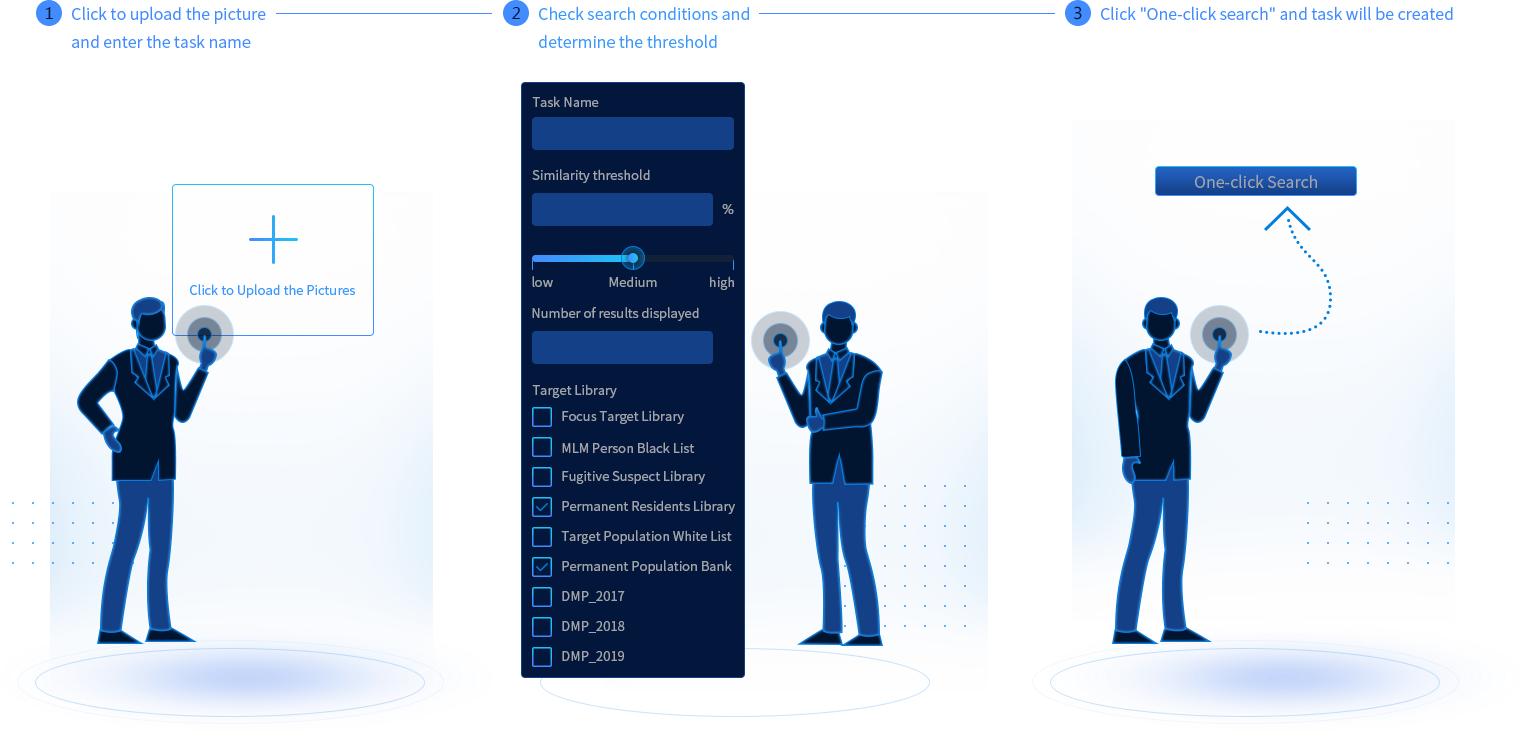 1 Click to upload the picture
and enter the task name
2 Check search conditions and
determine the threshold
3 Click "One-click search" and task will be created
Click to Upload the Pictures
Task Name
Similarity threshold
%
low Medium high
Number of results displayed
Target Library
Focus Target Library
MLM Person Black List
Fugitive Suspect Library
Permanent Residents Library
Target Population White List
Permanent Population Bank
DMP_2017
DMP_2018
DMP_2019
One-click Search